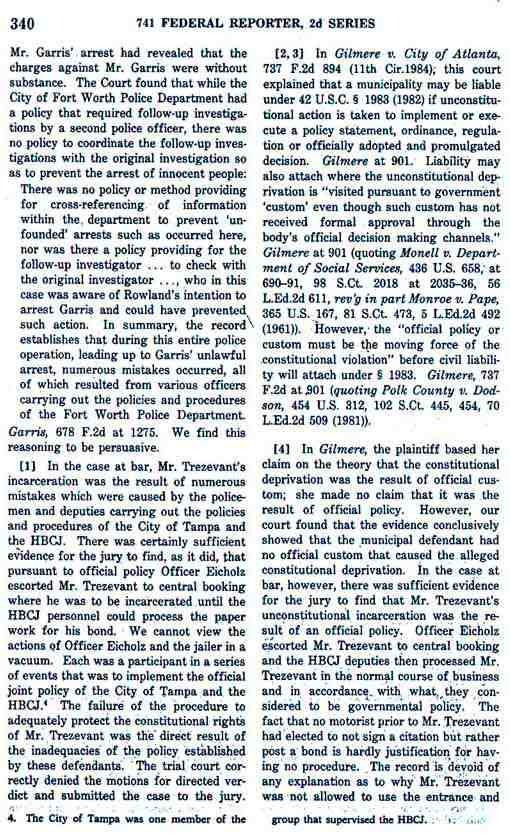 340
741 FEDERAL REPORTER, 2d SERIES
Mr. Garris' arrest had revealed that the
charges against Mr. Garris were without
substance. The Court found that while the
City of Fort Worth Police Department had
a policy that required follow-up investiga-
tions by a second police officer, there was
no policy to coordinate the follow-up inves-
tigations with the original investigation so
as to prevent the arrest of innocent people:
There was no policy or method providing
for cross-referencing of information
within the department to prevent 'un-
founded' arrests such as occurred here,
nor was there a policy providing for the
follow-up investigator ... to check with
the original investigator ..., who in this
case was aware of Rowland's intention to
arrest Garris and could have prevented
such action. In summary, the record
establishes that during this entire police
operation, leading up to Garris' unlawful
arrest, numerous mistakes occurred, all
of which resulted from various officers
carrying out the policies and procedures
of the Fort Worth Police Department.
Garris, 678 F.2d at 1275. We find this
reasoning to be persuasive.
[1] In the case at bar, Mr. Trezevant's
incarceration was the result of numerous
mistakes which were caused by the police-
men and deputies carrying out the policies
and procedures of the City of Tampa and
the HBCJ. There was certainly sufficient
evidence for the jury to find, as it did, that
pursuant to official policy Officer Eicholz
escorted Mr. Trezevant to central booking
where he was to be incarcerated until the
HBCJ personnel could process the paper
work for his bond. We cannot view the
actions of Officer Eicholz and the jailer in a
vacuum. Each was a participant in a series
of events that was to implement the official
joint policy of the City of Tampa and the
HBCJ.4 The failure of the procedure to
adequately protect the constitutional rights
of Mr. Trezevant was the direct result of
the inadequacies of the policy established
by these defendants. The trial court cor-
rectly denied the motions for directed ver-
dict and submitted the case to the jury.
[2, 3] In Gilmere v. City of Atlanta,
737 F.2d 894 (11th Cir.1984), this court
explained that a municipality may be liable
under 42 U.S.C. § 1983 (1982) if unconstitu-
tional action is taken to implement or exe-
cute a policy statement, ordinance, regula-
tion or officially adopted and promulgated
decision. Gilmere at 901. Liability may
also attach where the unconstitutional dep-
rivation is "visited pursuant to government
'custom' even though such custom has not
received formal approval through the
body's official decision making channels."
Gilmere at 901 (quoting Monell v. Depart-
ment of Social Services, 436 U.S. 658, at
690-91, 98 S.Ct. 2018 at 2035-36, 56
L.Ed.2d 611, rev'g in part Monroe v. Pape,
365 U.S. 167, 81 S.Ct. 473, 5 L.Ed.2d 492
(1961)). However, the "official policy or
custom must be the moving force of the
constitutional violation" before civil liabili-
ty will attach under § 1983. Gilmere, 737
F.2d at 901 (quoting Polk County v. Dod-
son, 454 U.S. 312, 102 S.Ct. 445, 454, 70
L.Ed.2d 509 (1981)).
[4] In Gilmere, the plaintiff based her
claim on the theory that the constitutional
deprivation was the result of official cus-
tom; she made no claim that it was the
result of official policy. However, our
court found that the evidence conclusively
showed that the municipal defendant had
no official custom that caused the alleged
constitutional deprivation. In the case at
bar, however, there was sufficient evidence
for the jury to find that Mr. Trezevant's
unconstitutional incarceration was the re-
sult of an official policy. Officer Eicholz
escorted Mr. Trezevant to central booking
and the HBCJ deputies then processed Mr.
Trezevant in the normal course of business
and in accordance with what they con-
sidered to be governmental policy. The
fact that no motorist prior to Mr. Trezevant
had elected to not sign a citation but rather
post a bond is hardly justification for hav-
ing no procedure. The record is devoid of
any explanation as to why Mr. Trezevant
was not allowed to use the entrance and
4. The City of Tampa was one member of the
group that supervised the HBCJ.